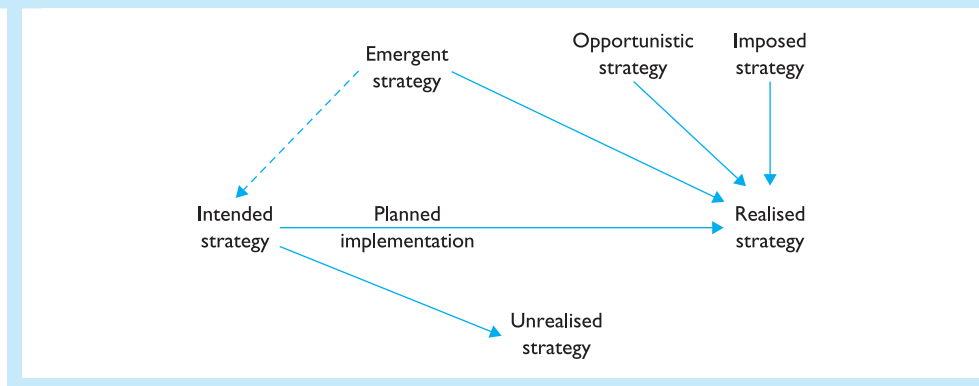 Emergent
strategy
Opportunistic
strategy
Imposed
strategy
Intended
strategy
Planned
implementation
Realised
strategy
Unrealised
strategy